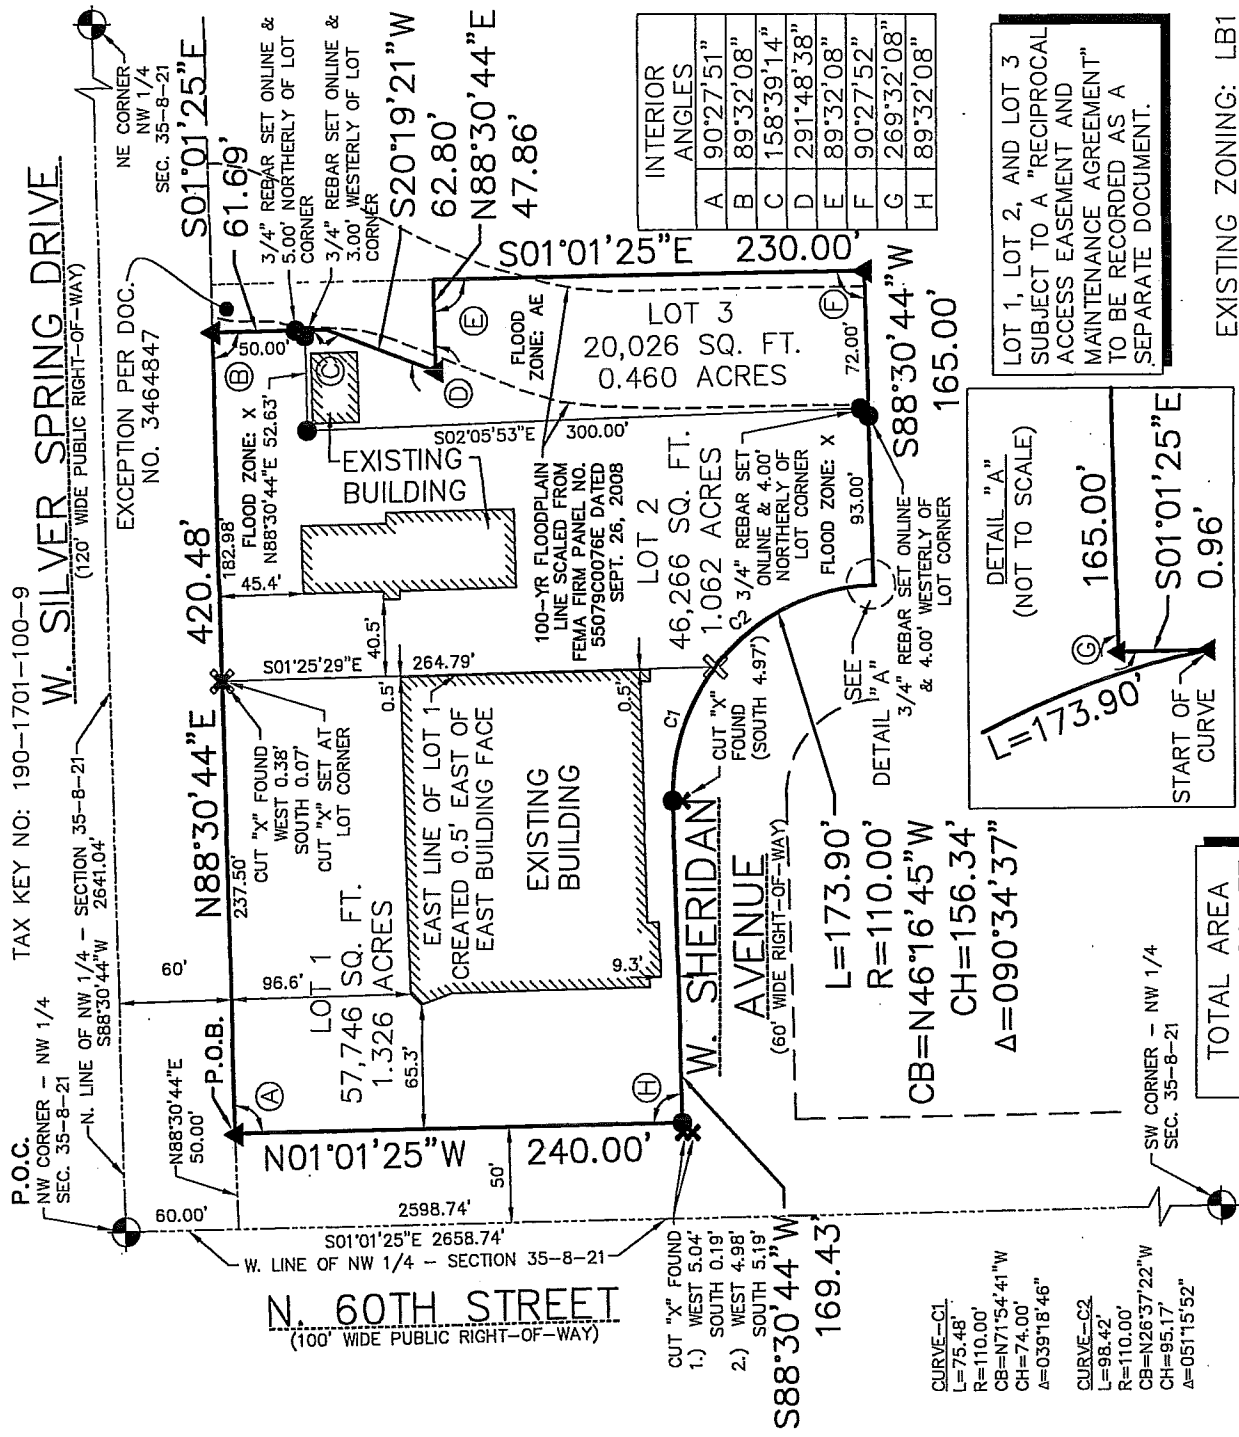 TAX KEY NO: 190-1701-100-9
W. SILVER SPRING DRIVE
(120' WIDE PUBLIC RIGHT-OF-WAY)
P.O.C.
NW CORNER - NW 1/4
SEC. 35-8-21
N. LINE OF NW 1/4 - SECTION 35-8-21
S88°30'44"W 2641.04'
NE CORNER
NW 1/4
SEC. 35-8-21
EXCEPTION PER DOC.
NO. 3464847
60'
60.00'
N88°30'44"E
50.00'
P.O.B.
N88°30'44"E 420.48'
237.50'
182.98'
S01°01'25"E
61.69'
3/4" REBAR SET ONLINE &
5.00' NORTHERLY OF LOT
CORNER
3/4" REBAR SET ONLINE &
3.00' WESTERLY OF LOT
CORNER
S20°19'21"W
62.80'
N88°30'44"E
47.86'
CUT "X" FOUND
WEST 0.38'
SOUTH 0.07'
CUT "X" SET AT
LOT CORNER
FLOOD ZONE: X
N88°30'44"E 52.63'
50.00'
45.4'
96.6'
A
B
C
D
E
F
H
LOT 1
57,746 SQ. FT.
1.326 ACRES
65.3'
EAST LINE OF LOT 1
CREATED 0.5' EAST OF
EAST BUILDING FACE
EXISTING
BUILDING
9.3'
S01°25'29"E
264.79'
0.5'
0.5'
40.5'
EXISTING
BUILDING
100-YR FLOODPLAIN
LINE SCALED FROM
FEMA FIRM PANEL NO.
55079C0076E DATED
SEPT. 26, 2008
S02°05'53"E 300.00'
LOT 2
46,266 SQ. FT.
1.062 ACRES
FLOOD
ZONE: AE
LOT 3
20,026 SQ. FT.
0.460 ACRES
S01°01'25"E 230.00'
3/4" REBAR SET
ONLINE & 4.00'
NORTHERLY OF
LOT CORNER
FLOOD ZONE: X
72.00'
93.00'
S88°30'44"W
165.00'
3/4" REBAR SET ONLINE
& 4.00' WESTERLY OF
LOT CORNER
C1
C2
CUT "X"
FOUND
(SOUTH 4.97')
SEE
DETAIL "A"
N01°01'25"W 240.00'
50'
2598.74'
S01°01'25"E 2658.74'
W. LINE OF NW 1/4 - SECTION 35-8-21
N. 60TH STREET
(100' WIDE PUBLIC RIGHT-OF-WAY)
W. SHERIDAN
AVENUE
(60' WIDE RIGHT-OF-WAY)
L=173.90'
R=110.00'
CB=N46°16'45"W
CH=156.34'
Δ=090°34'37"
CUT "X" FOUND
1.) WEST 5.04'
SOUTH 0.19'
2.) WEST 4.98'
SOUTH 5.19'
S88°30'44"W
169.43'
SW CORNER - NW 1/4
SEC. 35-8-21
INTERIOR
ANGLES
A 90°27'51"
B 89°32'08"
C 158°39'14"
D 291°48'38"
E 89°32'08"
F 90°27'52"
G 269°32'08"
H 89°32'08"
LOT 1, LOT 2, AND LOT 3
SUBJECT TO A "RECIPROCAL
ACCESS EASEMENT AND
MAINTENANCE AGREEMENT"
TO BE RECORDED AS A
SEPARATE DOCUMENT.
EXISTING ZONING: LB1
DETAIL "A"
(NOT TO SCALE)
G
165.00'
L=173.90'
S01°01'25"E
0.96'
START OF
CURVE
TOTAL AREA
CURVE-C1
L=75.48'
R=110.00'
CB=N71°54'41"W
CH=74.00'
Δ=039°18'46"
CURVE-C2
L=98.42'
R=110.00'
CB=N26°37'22"W
CH=95.17'
Δ=051°15'52"